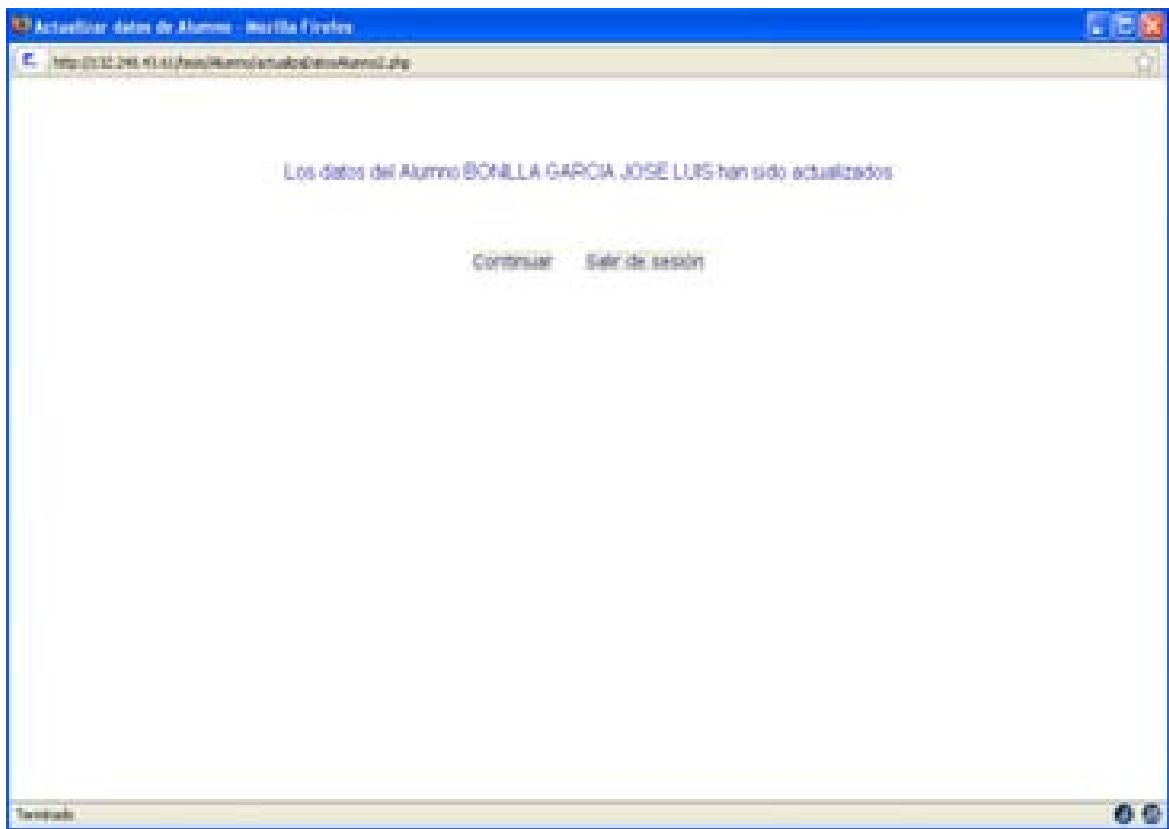 Actualizar datos de Alumno - Mozilla Firefox
Los datos del Alumno BONILLA GARCIA JOSE LUIS han sido actualizados
Continuar Salir de sesión
Terminado